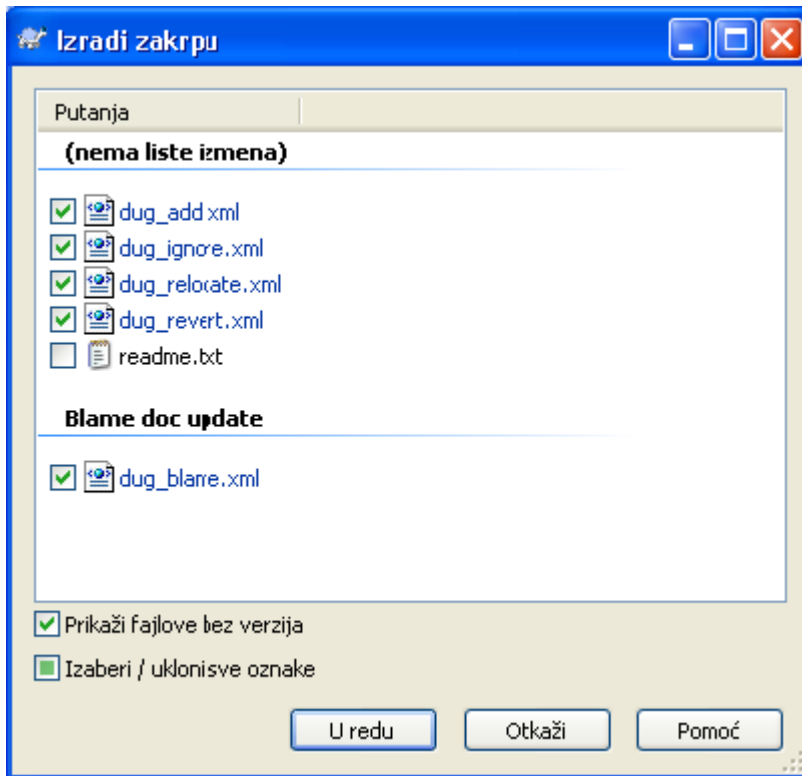 Izradi zakrpu
Putanja
(nema liste izmena)
dug_add.xml
dug_ignore.xml
dug_relocate.xml
dug_revert.xml
readme.txt
Blame doc update
dug_blame.xml
Prikaži fajlove bez verzija
Izaberi / uklonisve oznake
U redu
Otkaži
Pomoć